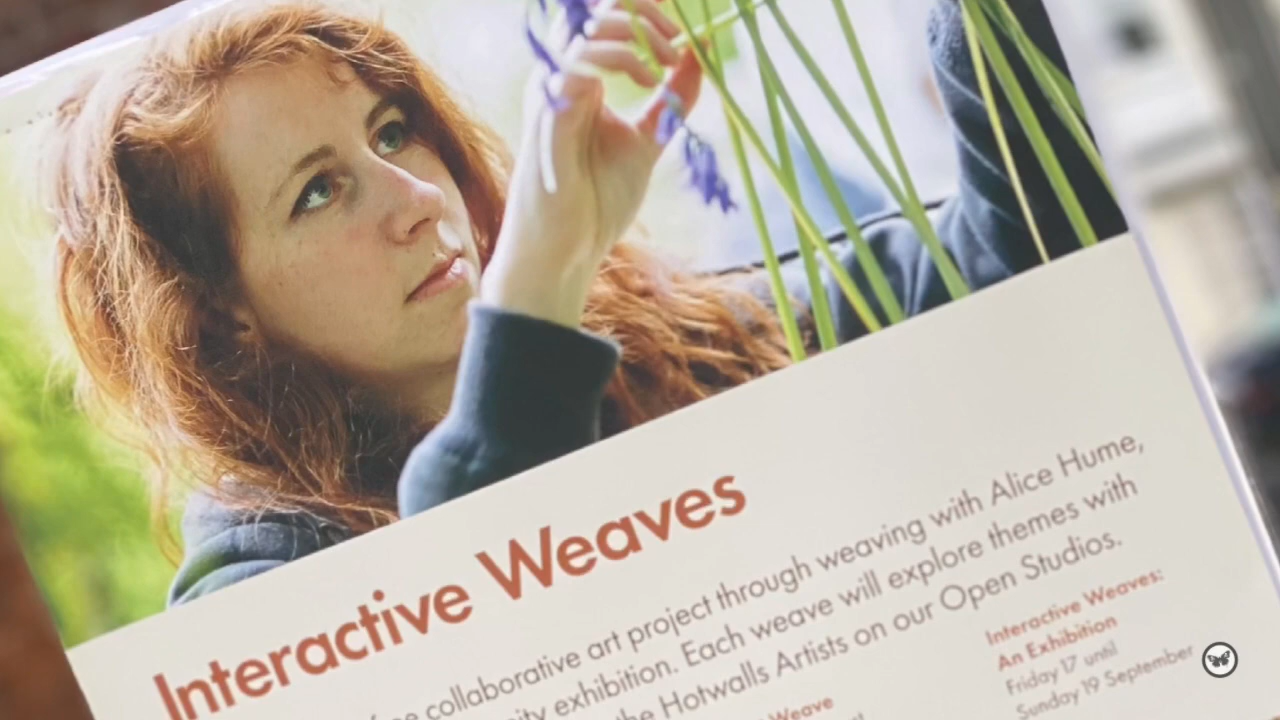 Interactive Weaves
collaborative art project through weaving with Alice Hume,
exhibition. Each weave will explore themes with
the Hotwalls Artists on our Open Studios.
Weave
Interactive Weaves:
An Exhibition
Friday 17 until
Sunday 19 September